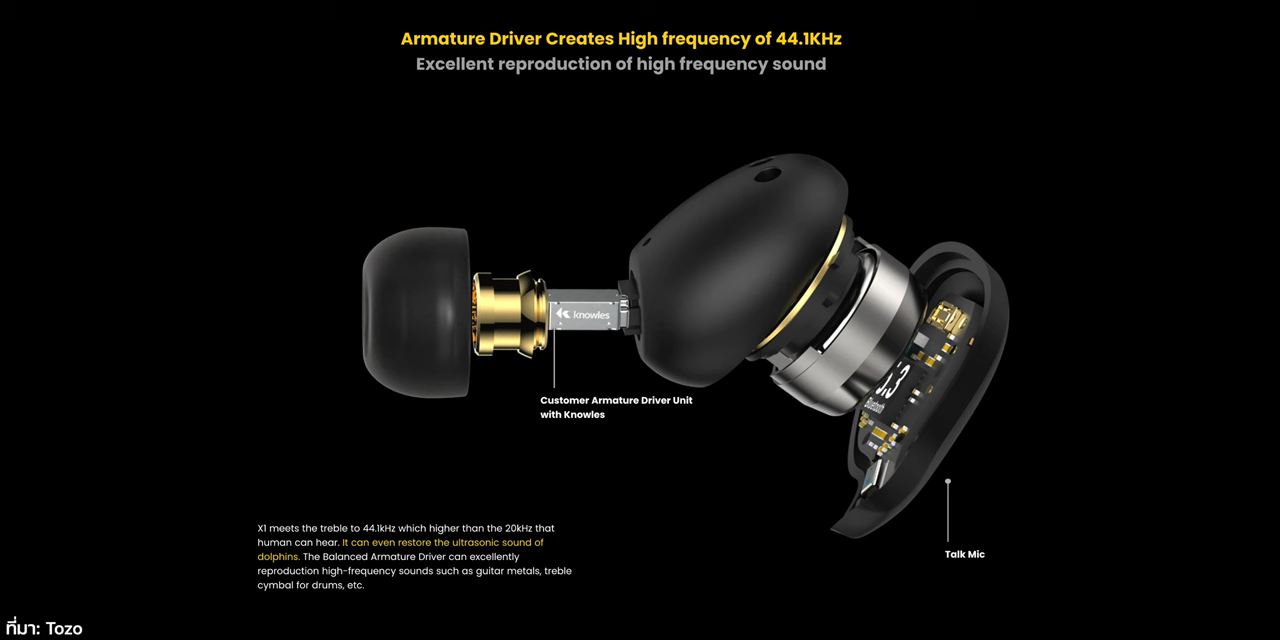 Armature Driver Creates High frequency of 44.1KHz
Excellent reproduction of high frequency sound
knowles
5.3
Bluetooth
Customer Armature Driver Unit
with Knowles
X1 meets the treble to 44.1kHz which higher than the 20kHz that
human can hear. It can even restore the ultrasonic sound of
dolphins. The Balanced Armature Driver can excellently
reproduction high-frequency sounds such as guitar metals, treble
cymbal for drums, etc.
Talk Mic
ที่มา: Tozo